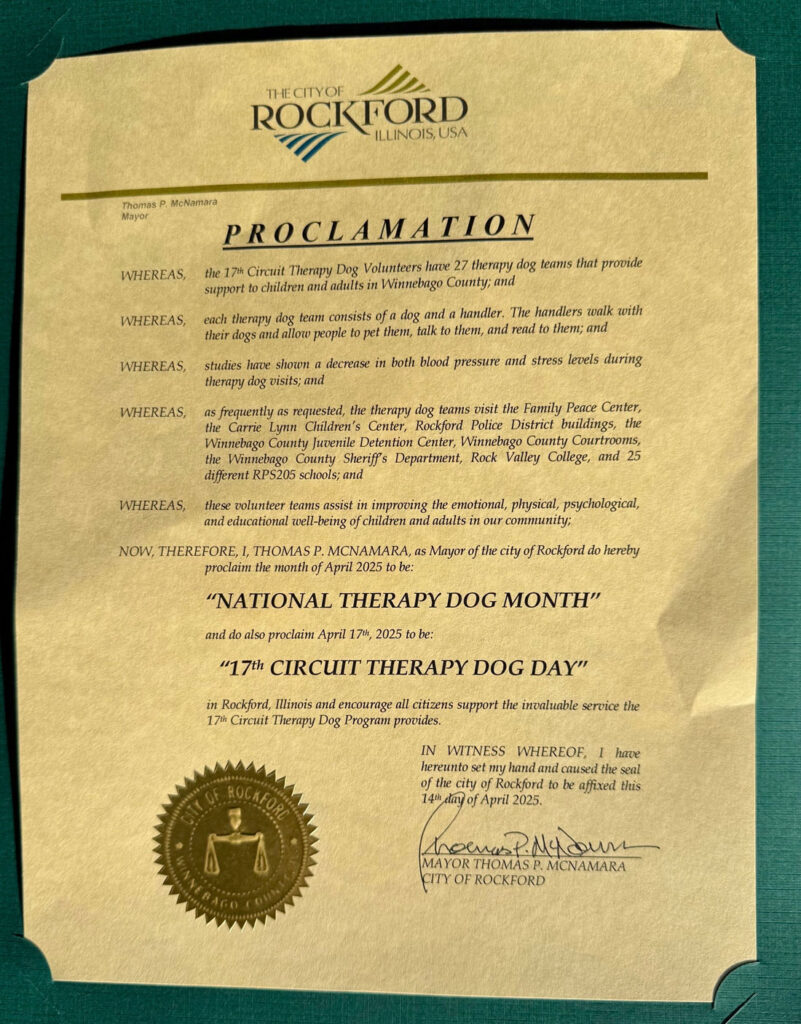 THE CITY OF
ROCKFORD
ILLINOIS, USA
Thomas P. McNamara
Mayor
PROCLAMATION
WHEREAS, the 17th Circuit Therapy Dog Volunteers have 27 therapy dog teams that provide
support to children and adults in Winnebago County; and
WHEREAS, each therapy dog team consists of a dog and a handler. The handlers walk with
their dogs and allow people to pet them, talk to them, and read to them; and
WHEREAS, studies have shown a decrease in both blood pressure and stress levels during
therapy dog visits; and
WHEREAS, as frequently as requested, the therapy dog teams visit the Family Peace Center,
the Carrie Lynn Children's Center, Rockford Police District buildings, the
Winnebago County Juvenile Detention Center, Winnebago County Courtrooms,
the Winnebago County Sheriff's Department, Rock Valley College, and 25
different RPS205 schools; and
WHEREAS, these volunteer teams assist in improving the emotional, physical, psychological,
and educational well-being of children and adults in our community;
NOW, THEREFORE, I, THOMAS P. MCNAMARA, as Mayor of the city of Rockford do hereby
proclaim the month of April 2025 to be:
"NATIONAL THERAPY DOG MONTH"
and do also proclaim April 17th, 2025 to be:
"17th CIRCUIT THERAPY DOG DAY"
in Rockford, Illinois and encourage all citizens support the invaluable service the
17th Circuit Therapy Dog Program provides.
IN WITNESS WHEREOF, I have
hereunto set my hand and caused the seal
of the city of Rockford to be affixed this
14th day of April 2025.
Thomas P. McNamara
MAYOR THOMAS P. MCNAMARA
CITY OF ROCKFORD
CITY OF ROCKFORD
WINNEBAGO